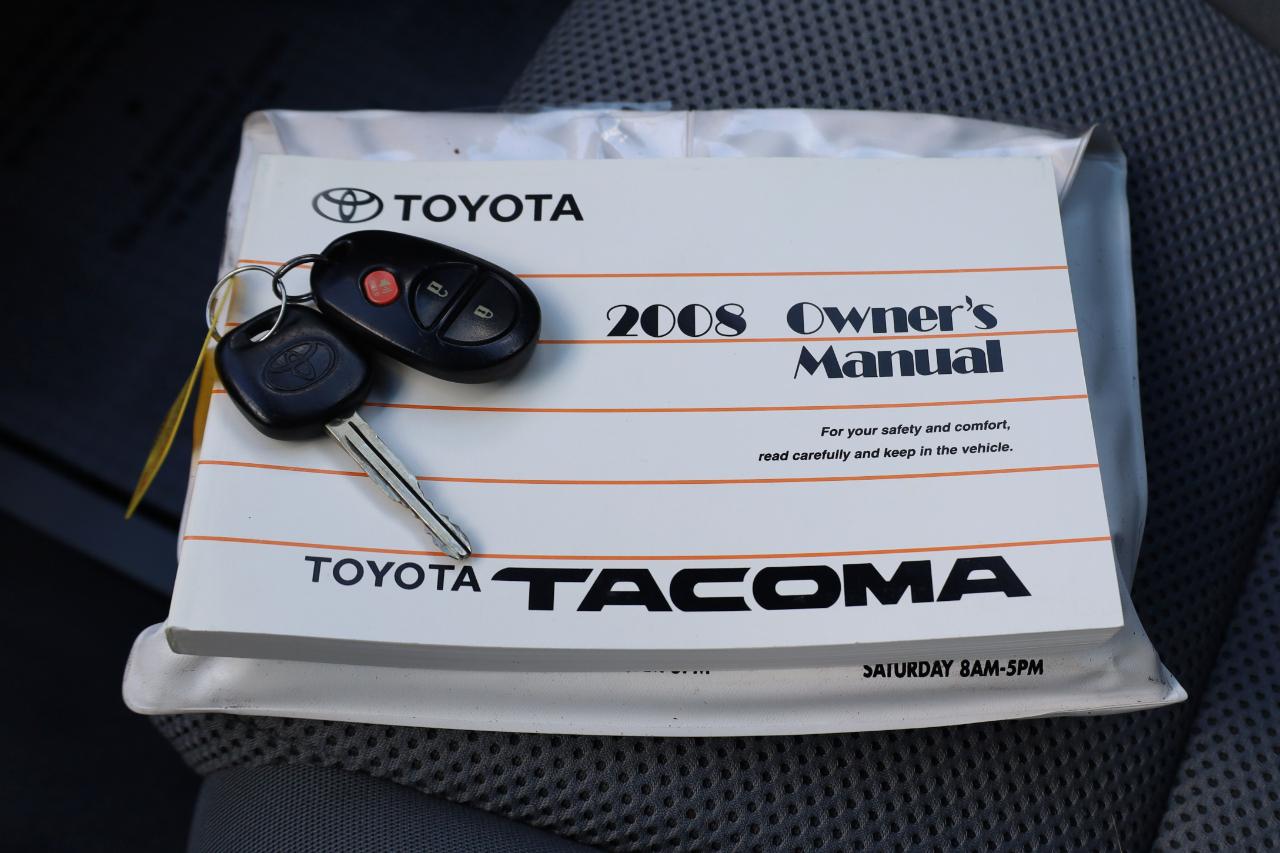 TOYOTA
2008 Owner's
Manual
For your safety and comfort,
read carefully and keep in the vehicle.
TOYOTA TACOMA
SATURDAY 8AM-5PM